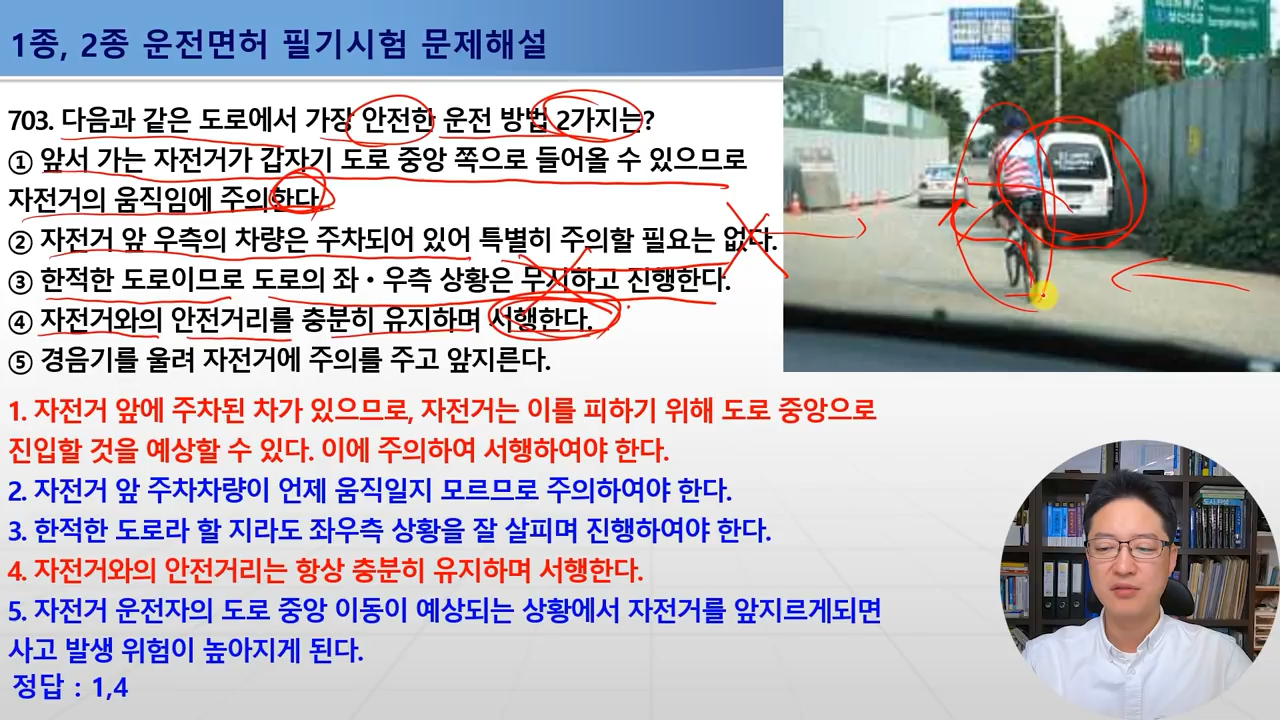 1종, 2종 운전면허 필기시험 문제해설
703. 다음과 같은 도로에서 가장 안전한 운전 방법 2가지는?
① 앞서 가는 자전거가 갑자기 도로 중앙 쪽으로 들어올 수 있으므로
자전거의 움직임에 주의한다.
② 자전거 앞 우측의 차량은 주차되어 있어 특별히 주의할 필요는 없다.
③ 한적한 도로이므로 도로의 좌·우측 상황은 무시하고 진행한다.
④ 자전거와의 안전거리를 충분히 유지하며 서행한다.
⑤ 경음기를 울려 자전거에 주의를 주고 앞지른다.
1. 자전거 앞에 주차된 차가 있으므로, 자전거는 이를 피하기 위해 도로 중앙으로
진입할 것을 예상할 수 있다. 이에 주의하여 서행하여야 한다.
2. 자전거 앞 주차차량이 언제 움직일지 모르므로 주의하여야 한다.
3. 한적한 도로라 할 지라도 좌우측 상황을 잘 살피며 진행하여야 한다.
4. 자전거와의 안전거리는 항상 충분히 유지하며 서행한다.
5. 자전거 운전자의 도로 중앙 이동이 예상되는 상황에서 자전거를 앞지르게되면
사고 발생 위험이 높아지게 된다.
정답 : 1,4